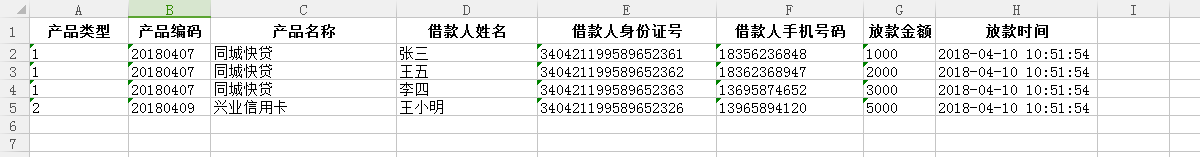 A B C D E F G H I
1 产品类型 产品编码 产品名称 借款人姓名 借款人身份证号 借款人手机号码 放款金额 放款时间
2 1 20180407 同城快贷 张三 340421199589652361 18356236848 1000 2018-04-10 10:51:54
3 1 20180407 同城快贷 王五 340421199589652362 18362368947 2000 2018-04-10 10:51:54
4 1 20180407 同城快贷 李四 340421199589652363 13695874652 3000 2018-04-10 10:51:54
5 2 20180409 兴业信用卡 王小明 340421199589652326 13965894120 5000 2018-04-10 10:51:54
6
7